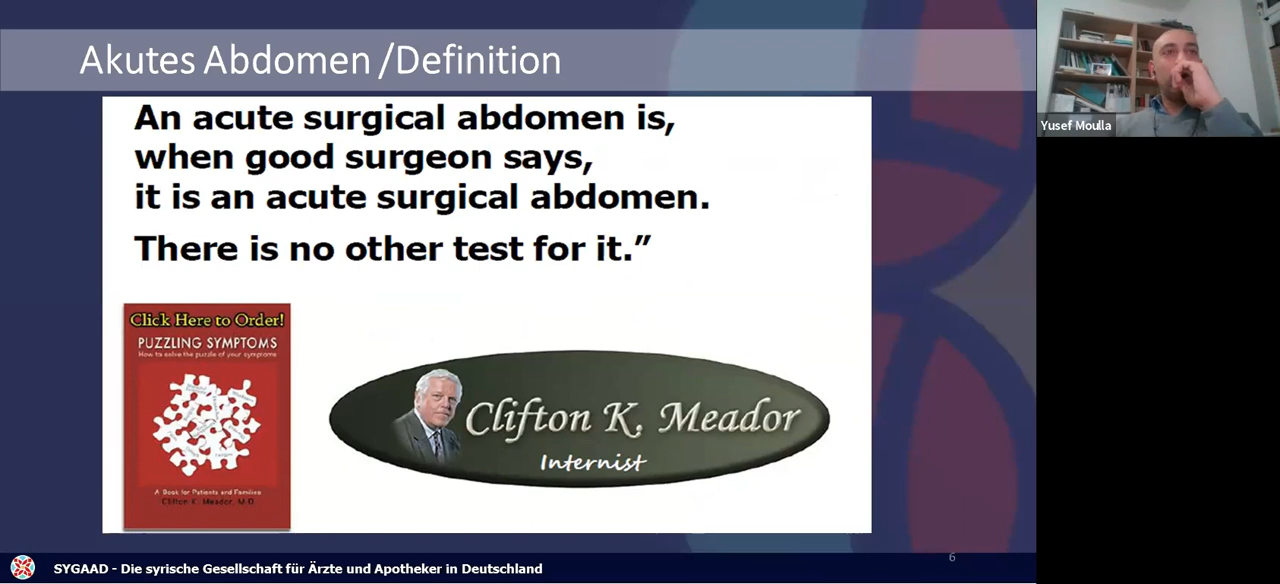 Akutes Abdomen /Definition
An acute surgical abdomen is,
when good surgeon says,
it is an acute surgical abdomen.
There is no other test for it.”
Click Here to Order!
PUZZLING SYMPTOMS
How to solve the puzzle of your symptoms
A Book for Patients and Families
Clifton K. Meador, M.D.
Clifton K. Meador
Internist
Yusef Moulla
6
SYGAAD - Die syrische Gesellschaft für Ärzte und Apotheker in Deutschland